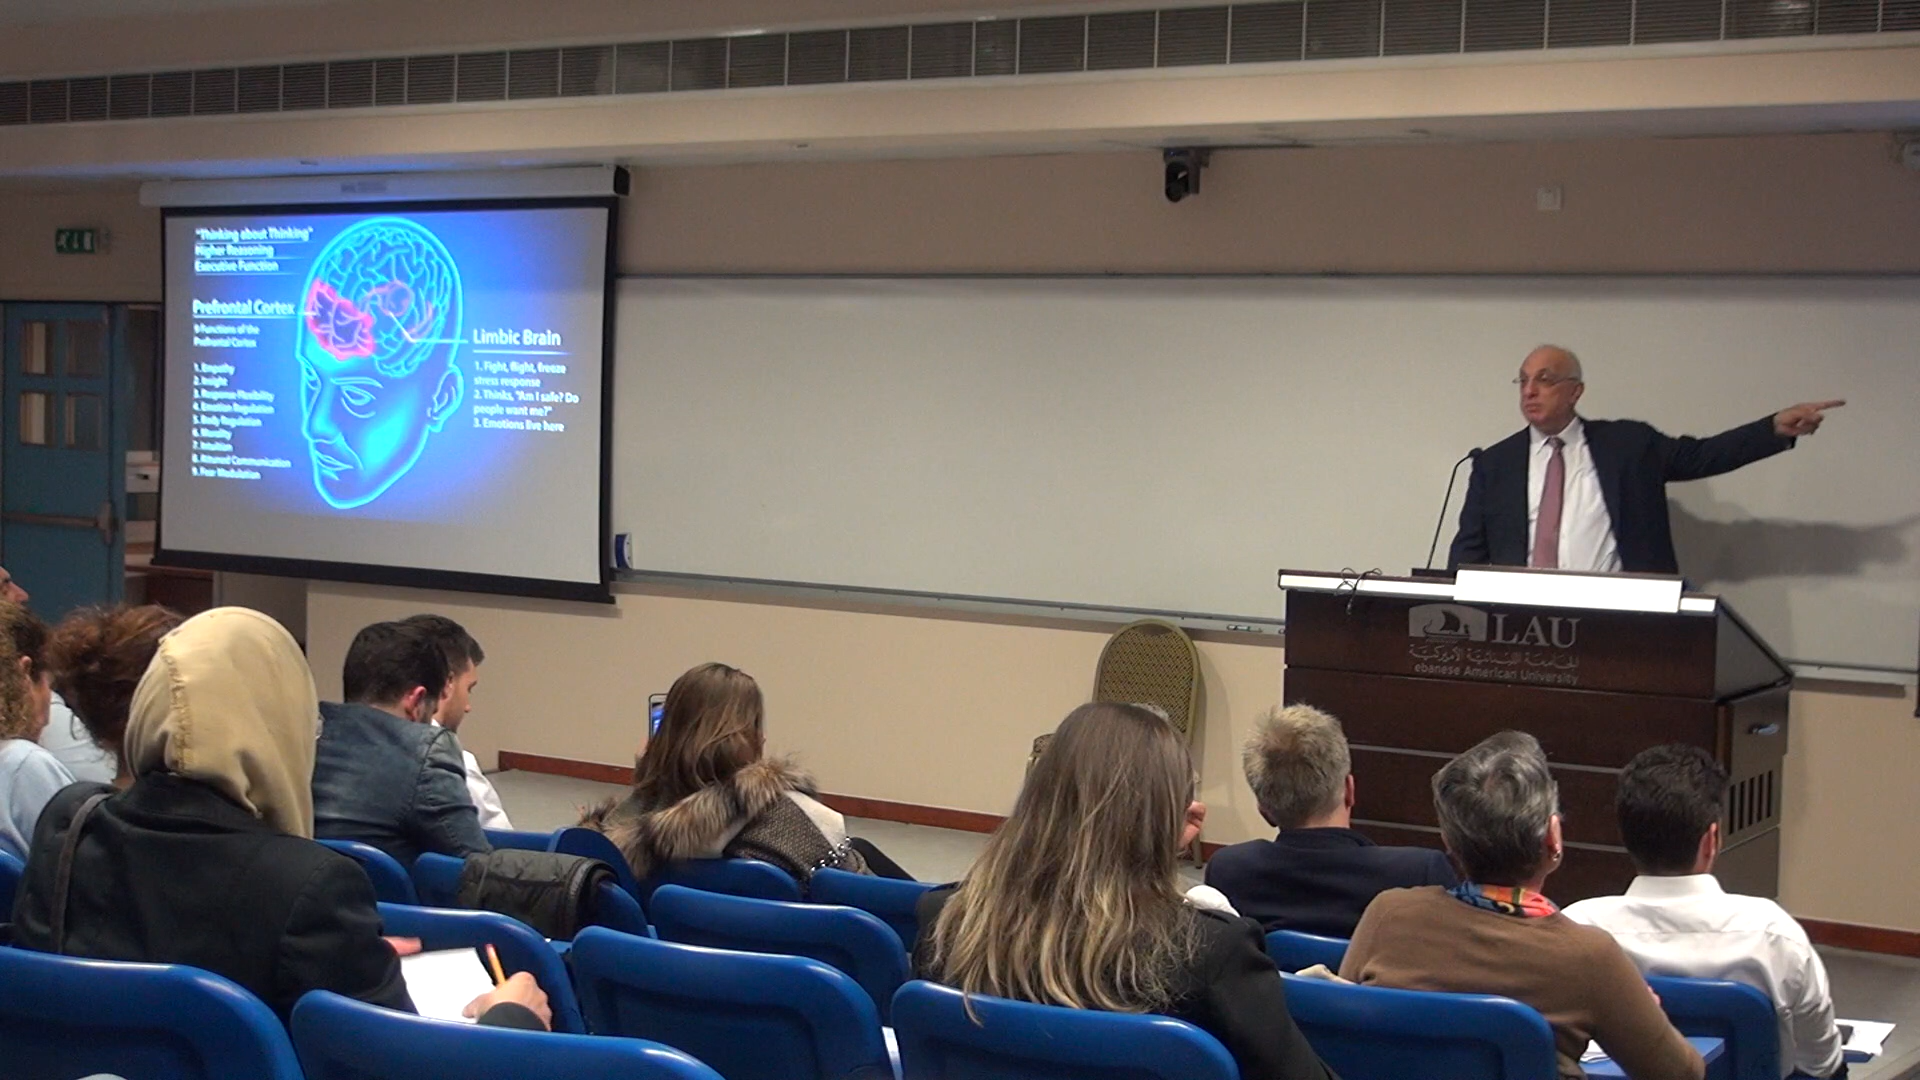 "Thinking about Thinking"
Higher Reasoning
Executive Function
Prefrontal Cortex
9 Functions of the
Prefrontal Cortex
1. Empathy
2. Insight
3. Response Flexibility
4. Emotion Regulation
5. Body Regulation
6. Morality
7. Intuition
8. Attuned Communication
9. Fear Modulation
Limbic Brain
1. Fight, flight, freeze
stress response
2. Thinks, "Am I safe? Do
people want me?"
3. Emotions live here
LAU
الجامعة اللبنانية الأميركية
ebanese American University